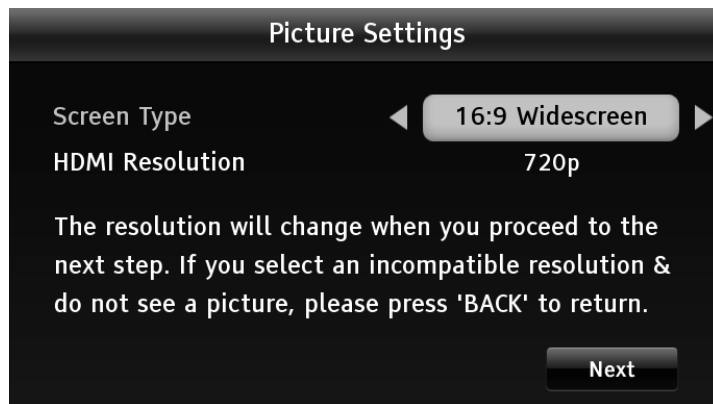 Picture Settings
Screen Type 16:9 Widescreen
HDMI Resolution 720p
The resolution will change when you proceed to the
next step. If you select an incompatible resolution &
do not see a picture, please press 'BACK' to return.
Next